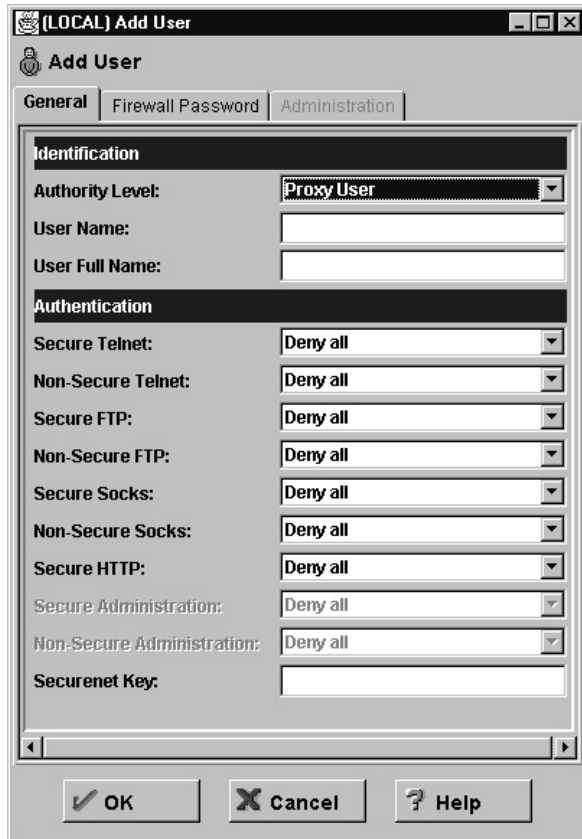 (LOCAL) Add User
Add User
General Firewall Password Administration
Identification
Authority Level: Proxy User
User Name:
User Full Name:
Authentication
Secure Telnet: Deny all
Non-Secure Telnet: Deny all
Secure FTP: Deny all
Non-Secure FTP: Deny all
Secure Socks: Deny all
Non-Secure Socks: Deny all
Secure HTTP: Deny all
Secure Administration: Deny all
Non-Secure Administration: Deny all
Securenet Key:
OK Cancel ? Help